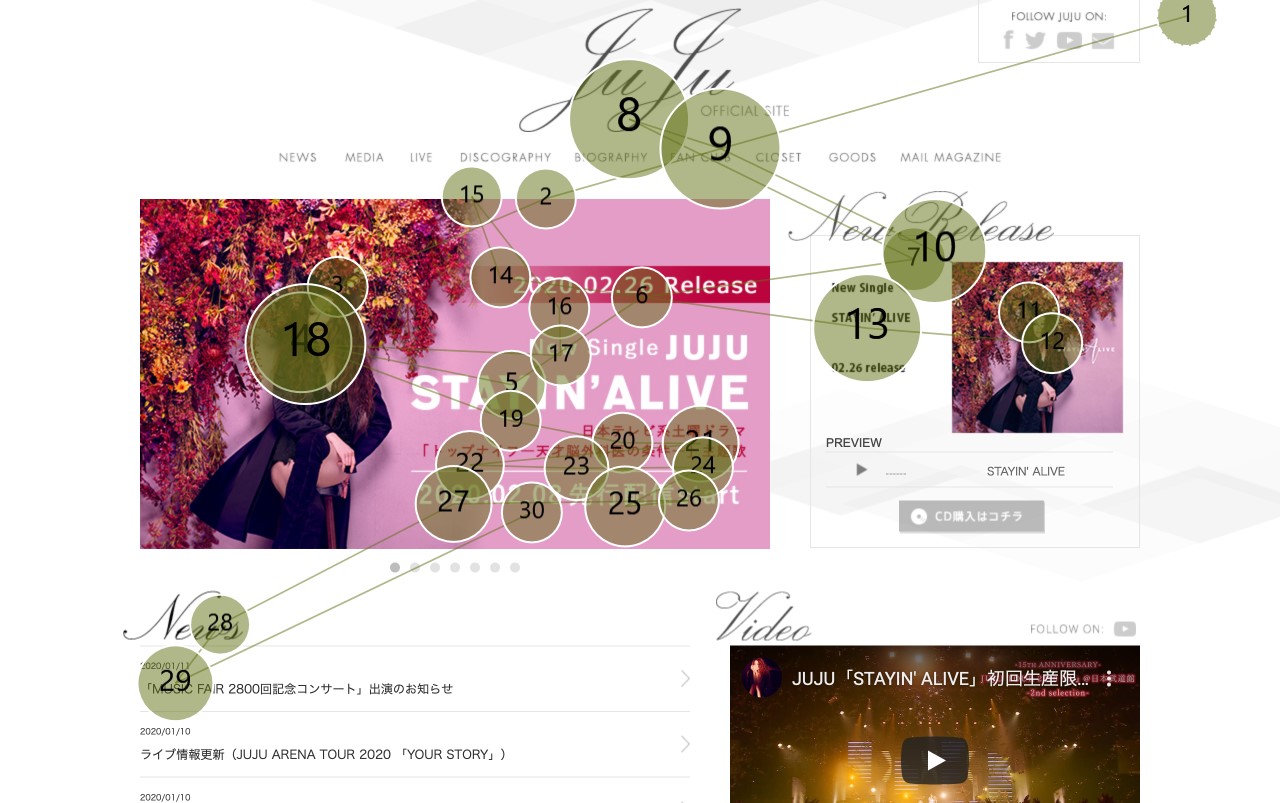 FOLLOW JUJU ON:
JuJu
OFFICIAL SITE
NEWS MEDIA LIVE DISCOGRAPHY BIOGRAPHY FAN CLUB CLOSET GOODS MAIL MAGAZINE
2020.02.26 Release
New Single JUJU
STAYIN'ALIVE
日本テレビ系土曜ドラマ
「トップナイフ ー天才脳外科医の条件ー」主題歌
2020.02.08 先行配信 Start
New Release
New Single
STAYIN' ALIVE
02.26 release
STAYIN' ALIVE
PREVIEW
------ STAYIN' ALIVE
CD購入はコチラ
News
2020/01/11
「MUSIC FAIR 2800回記念コンサート」出演のお知らせ
2020/01/10
ライブ情報更新（JUJU ARENA TOUR 2020 「YOUR STORY」）
2020/01/10
Video
FOLLOW ON:
-15TH ANNIVERSARY-
JUJU「STAYIN' ALIVE」初回生産限...
@日本武道館
-2nd selection-
1
2
3
5
6
7
8
9
10
11
12
13
14
15
16
17
18
19
20
21
22
23
24
25
26
27
28
29
30